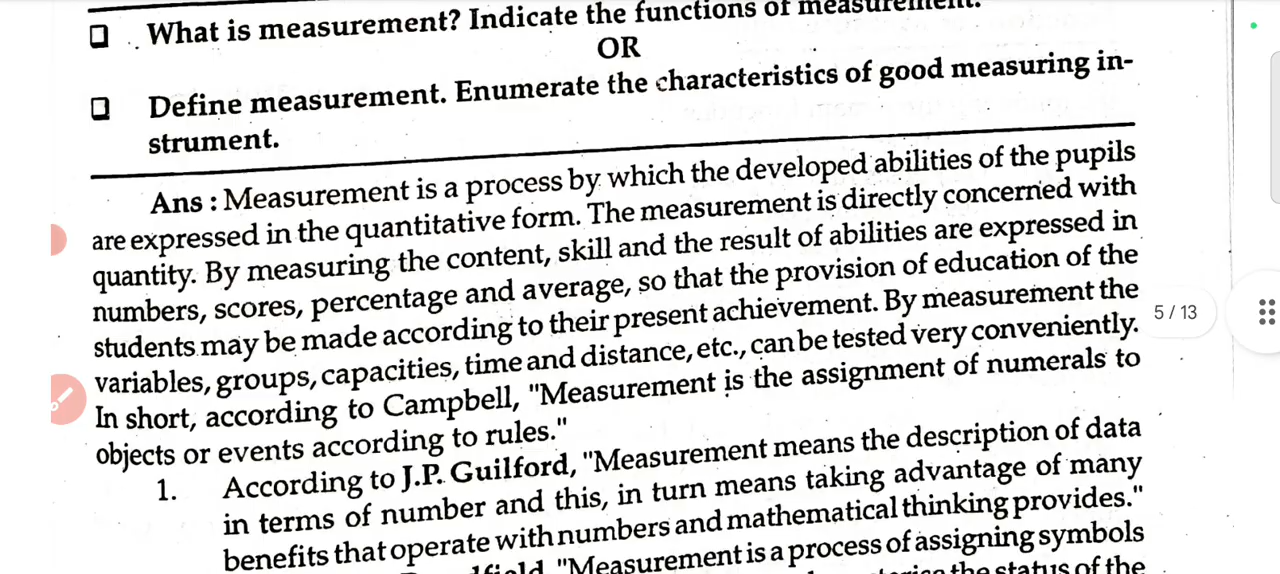 What is measurement? Indicate the functions of measurement.
OR
Define measurement. Enumerate the characteristics of good measuring in-
strument.
Ans : Measurement is a process by which the developed abilities of the pupils
are expressed in the quantitative form. The measurement is directly concerned with
quantity. By measuring the content, skill and the result of abilities are expressed in
numbers, scores, percentage and average, so that the provision of education of the
students may be made according to their present achievement. By measurement the
variables, groups, capacities, time and distance, etc., can be tested very conveniently.
In short, according to Campbell, "Measurement is the assignment of numerals to
objects or events according to rules."
1. According to J.P. Guilford, "Measurement means the description of data
in terms of number and this, in turn means taking advantage of many
benefits that operate with numbers and mathematical thinking provides."
"Measurement is a process of assigning symbols
the status of the
5 / 13